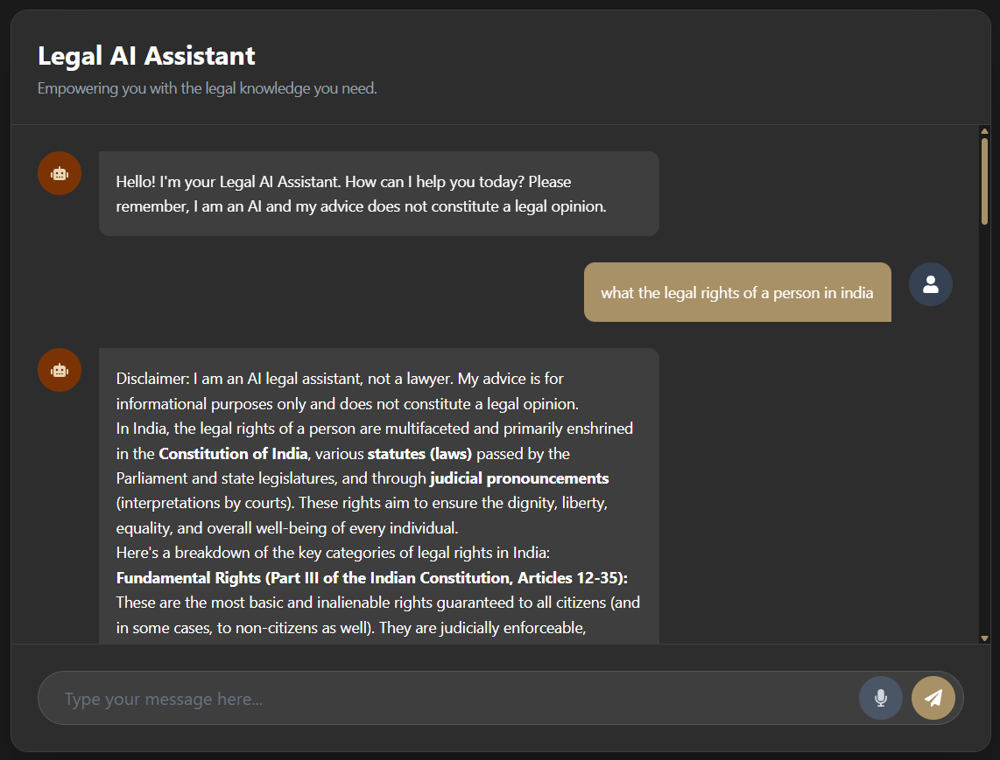 Legal AI Assistant
Empowering you with the legal knowledge you need.
Hello! I'm your Legal AI Assistant. How can I help you today? Please
remember, I am an AI and my advice does not constitute a legal opinion.
what the legal rights of a person in india
Disclaimer: I am an AI legal assistant, not a lawyer. My advice is for
informational purposes only and does not constitute a legal opinion.
In India, the legal rights of a person are multifaceted and primarily enshrined
in the Constitution of India, various statutes (laws) passed by the
Parliament and state legislatures, and through judicial pronouncements
(interpretations by courts). These rights aim to ensure the dignity, liberty,
equality, and overall well-being of every individual.
Here's a breakdown of the key categories of legal rights in India:
Fundamental Rights (Part III of the Indian Constitution, Articles 12-35):
These are the most basic and inalienable rights guaranteed to all citizens (and
in some cases, to non-citizens as well). They are judicially enforceable,
Type your message here...